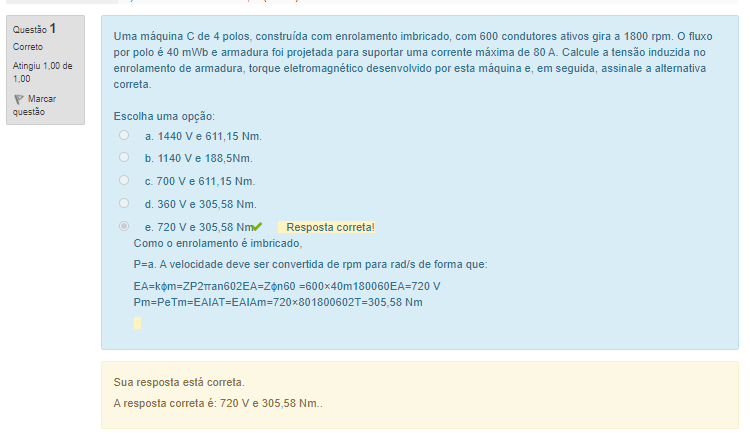 Questão 1
Correto
Atingiu 1,00 de
1,00
Marcar
questão
Uma máquina C de 4 polos, construída com enrolamento imbricado, com 600 condutores ativos gira a 1800 rpm. O fluxo
por polo é 40 mWb e armadura foi projetada para suportar uma corrente máxima de 80 A. Calcule a tensão induzida no
enrolamento de armadura, torque eletromagnético desenvolvido por esta máquina e, em seguida, assinale a alternativa
correta.
Escolha uma opção:
a. 1440 V e 611,15 Nm.
b. 1140 V e 188,5Nm.
c. 700 V e 611,15 Nm.
d. 360 V e 305,58 Nm.
e. 720 V e 305,58 Nm. Resposta correta!
Como o enrolamento é imbricado,
P=a. A velocidade deve ser convertida de rpm para rad/s de forma que:
EA=kϕm=ZP2πan602EA=Zϕn60 =600×40m180060EA=720 V
Pm=PeTm=EAIAT=EAIAm=720×801800602T=305,58 Nm
Sua resposta está correta.
A resposta correta é: 720 V e 305,58 Nm..